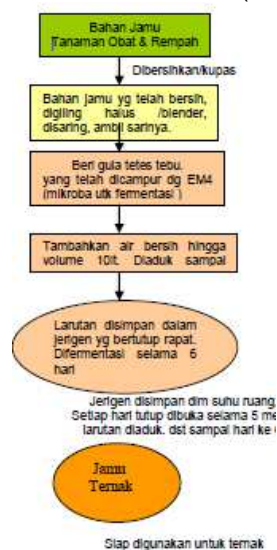 Bahan Jamu
Tanaman Obat & Rempah
Dibersihkan/kupas
Bahan jamu yg telah bersih,
digiling halus /blender,
disaring, ambil sarinya.
Beri gula tetes tebu.
yang telah dicampur dg EM4
(mikroba utk fermentasi )
Tambahkan air bersih hingga
volume 10lt. Diaduk sampai
Larutan disimpan dalam
jerigen yg bertutup rapat.
Difermentasi selama 6
hari
Jerigen disimpan dlm suhu ruang
Setiap hari tutup dibuka selama 5 me
larutan diaduk. dst sampai hari ke
Jamu
Ternak
Siap digunakan untuk ternak